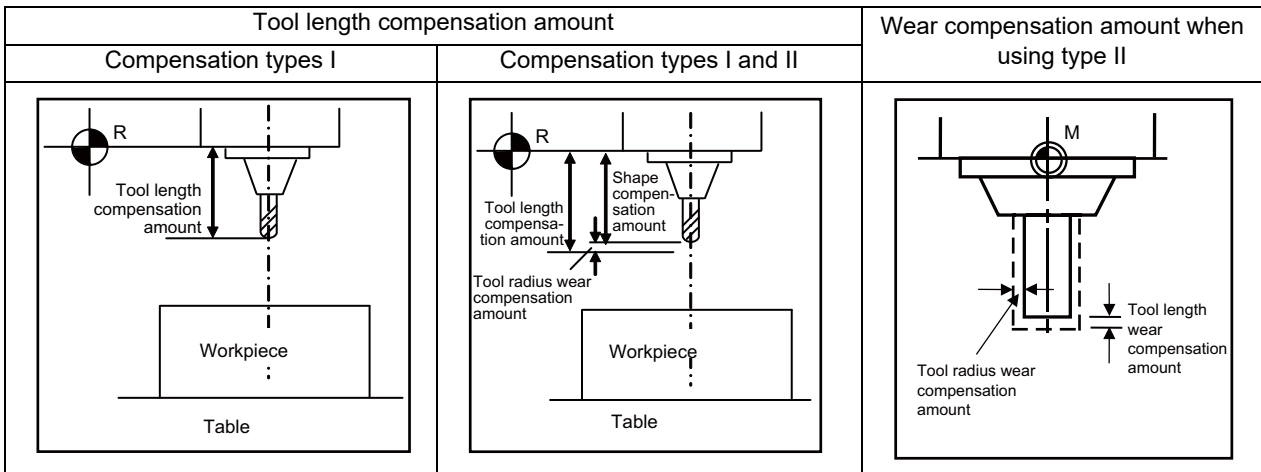 Tool length compensation amount
Wear compensation amount when
using type II
Compensation types I
Compensation types I and II
R
Tool length
compensation
amount
Workpiece
Table
R
Shape
compen-
sation
amount
Tool length
compensa-
tion amount
Tool radius wear
compensation
amount
Workpiece
Table
M
Tool length
wear
compensation
amount
Tool radius wear
compensation
amount